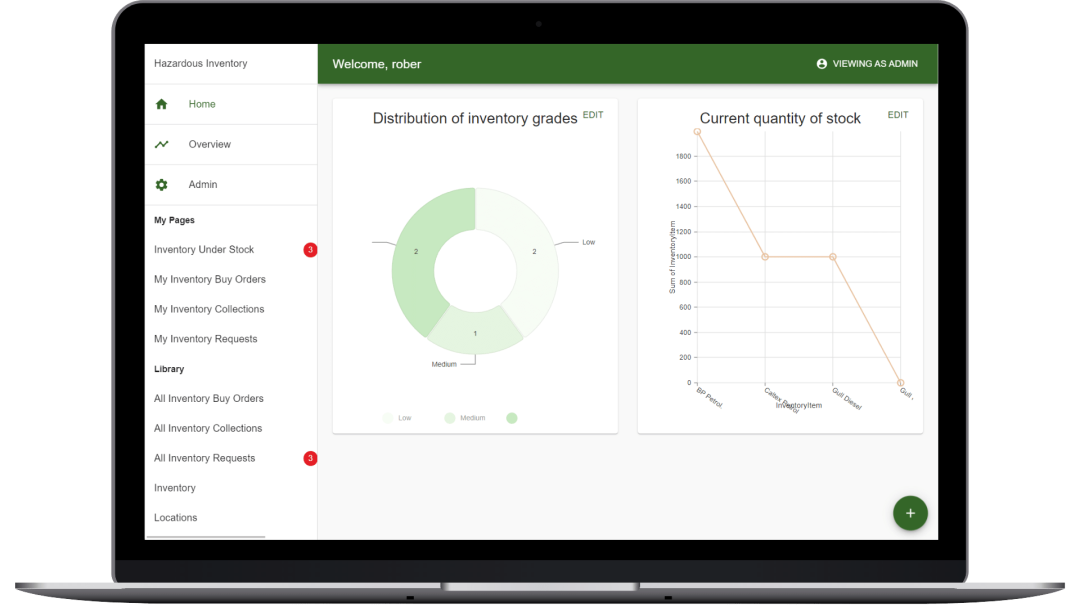 Hazardous Inventory
Welcome, rober
VIEWING AS ADMIN
Home
Overview
Admin
My Pages
Inventory Under Stock 3
My Inventory Buy Orders
My Inventory Collections
My Inventory Requests
Library
All Inventory Buy Orders
All Inventory Collections
All Inventory Requests 3
Inventory
Locations
Distribution of inventory grades EDIT
2
2
Low
1
Medium
Low Medium
Current quantity of stock EDIT
1800
1600
1400
1200
1000
800
600
400
200
0
Sum of InventoryItem
BP Petrol
Caltex Petrol
Gull Diesel
Gull
InventoryItem
+